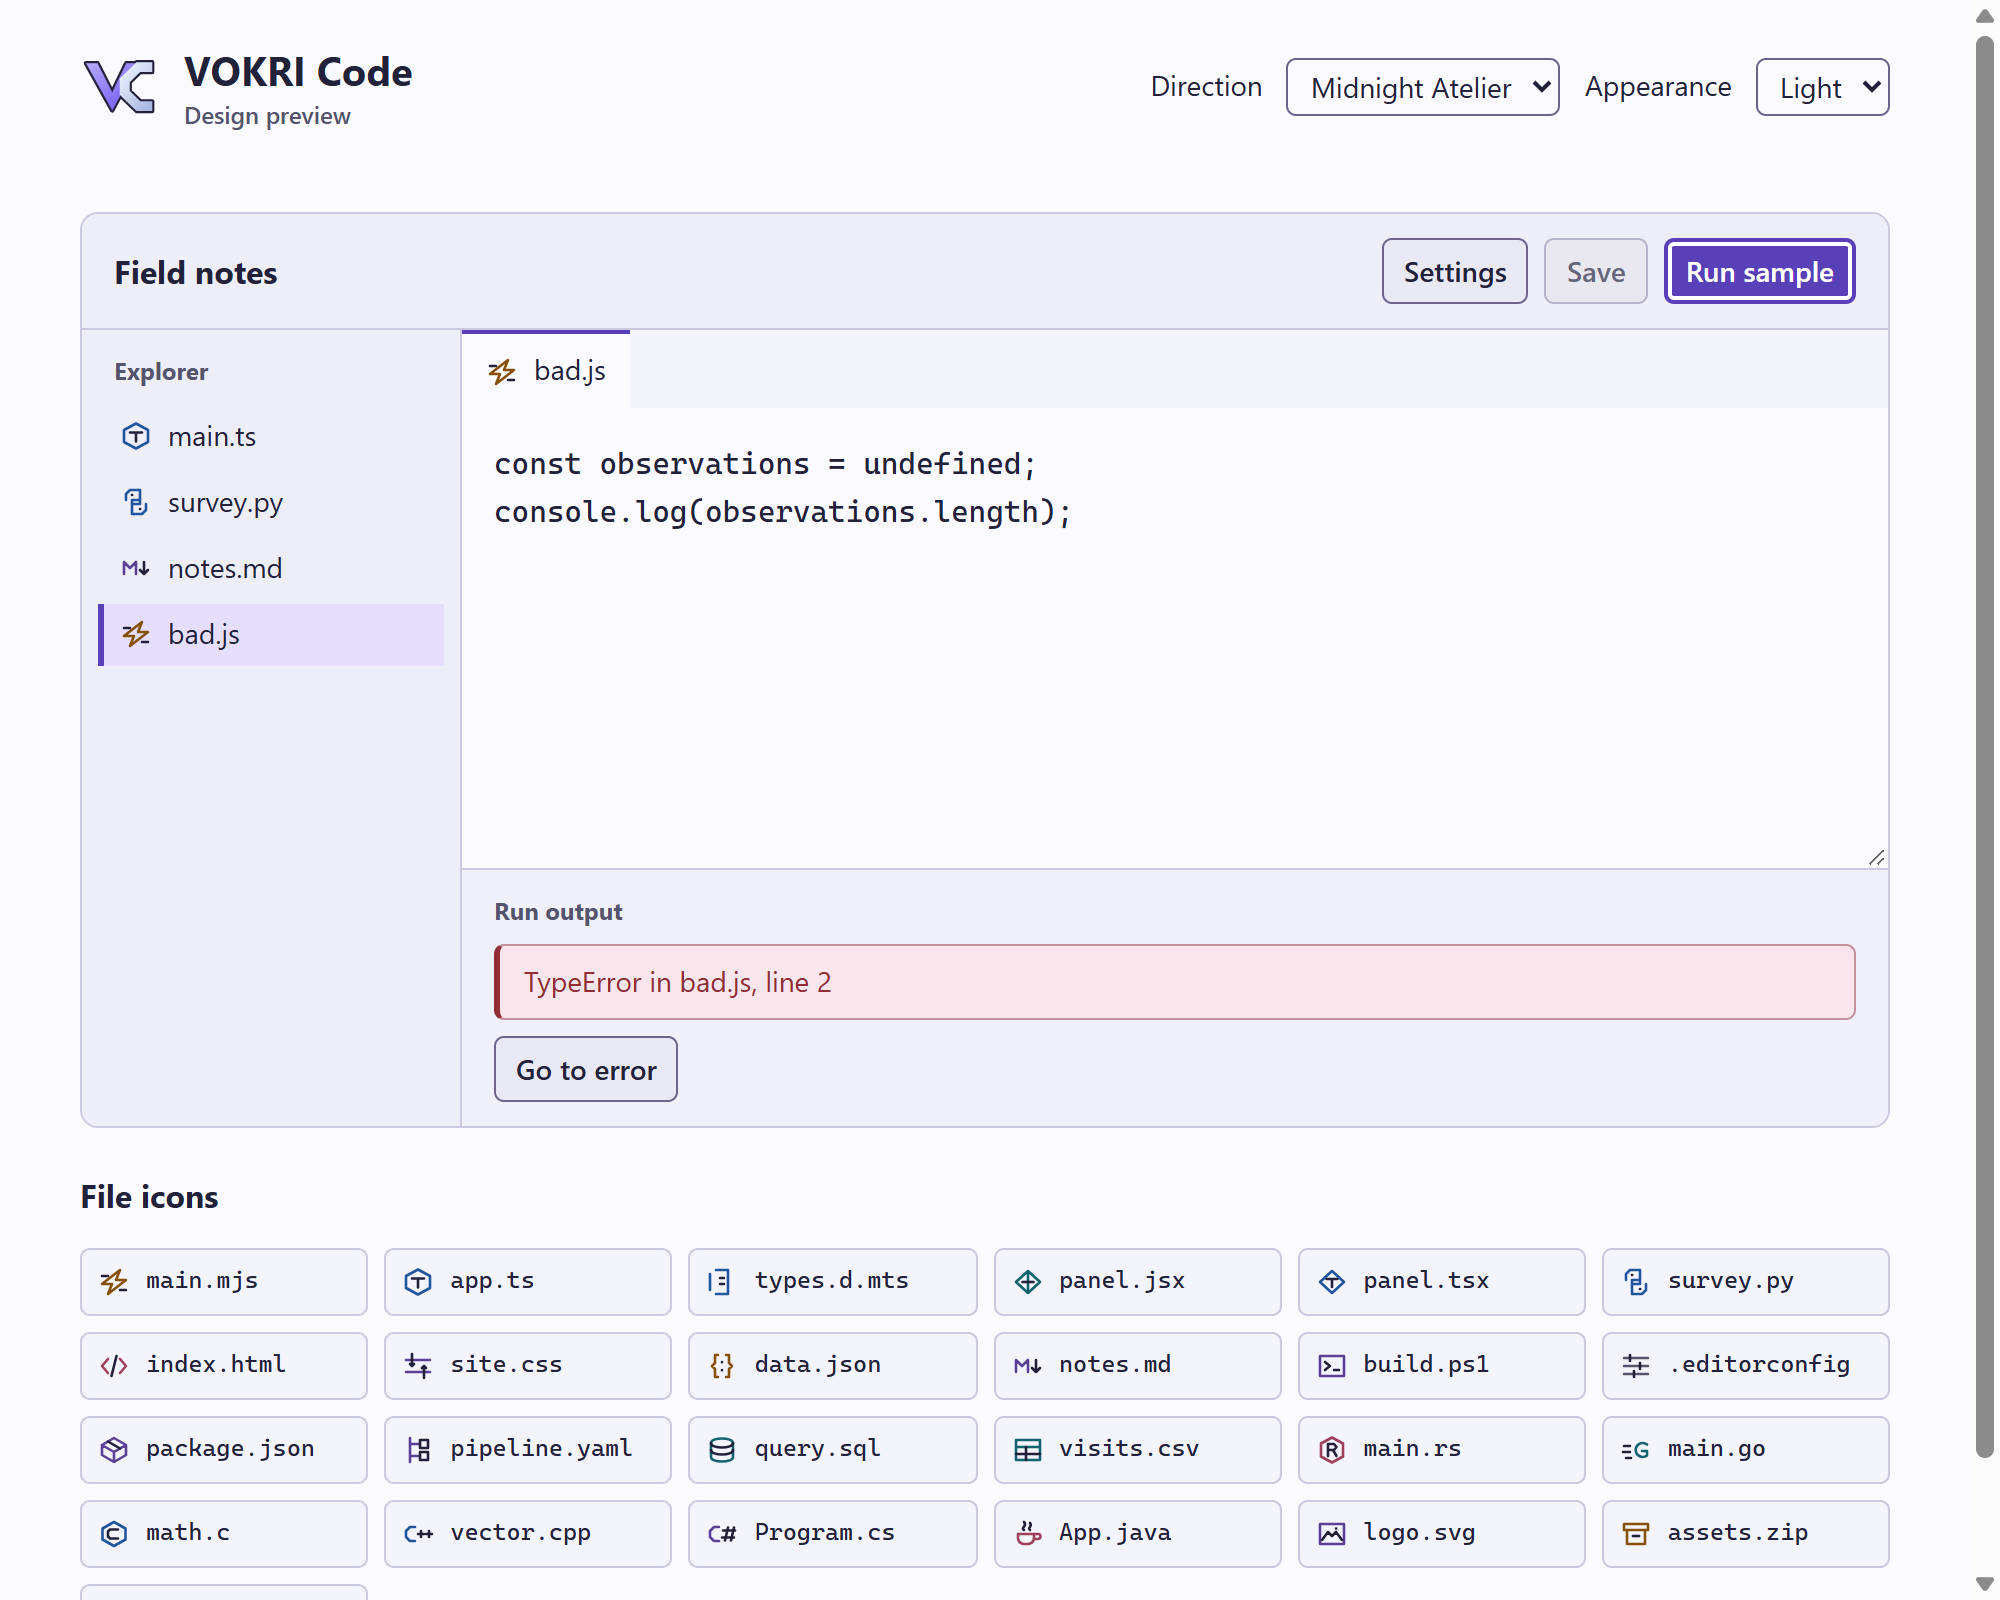 VOKRI Code
Design preview
Direction
Midnight Atelier
Appearance
Light
Field notes
Settings
Save
Run sample
Explorer
main.ts
survey.py
notes.md
bad.js
bad.js
const observations = undefined;
console.log(observations.length);
Run output
TypeError in bad.js, line 2
Go to error
File icons
main.mjs
app.ts
types.d.mts
panel.jsx
panel.tsx
survey.py
index.html
site.css
data.json
notes.md
build.ps1
.editorconfig
package.json
pipeline.yaml
query.sql
visits.csv
main.rs
main.go
math.c
vector.cpp
Program.cs
App.java
logo.svg
assets.zip